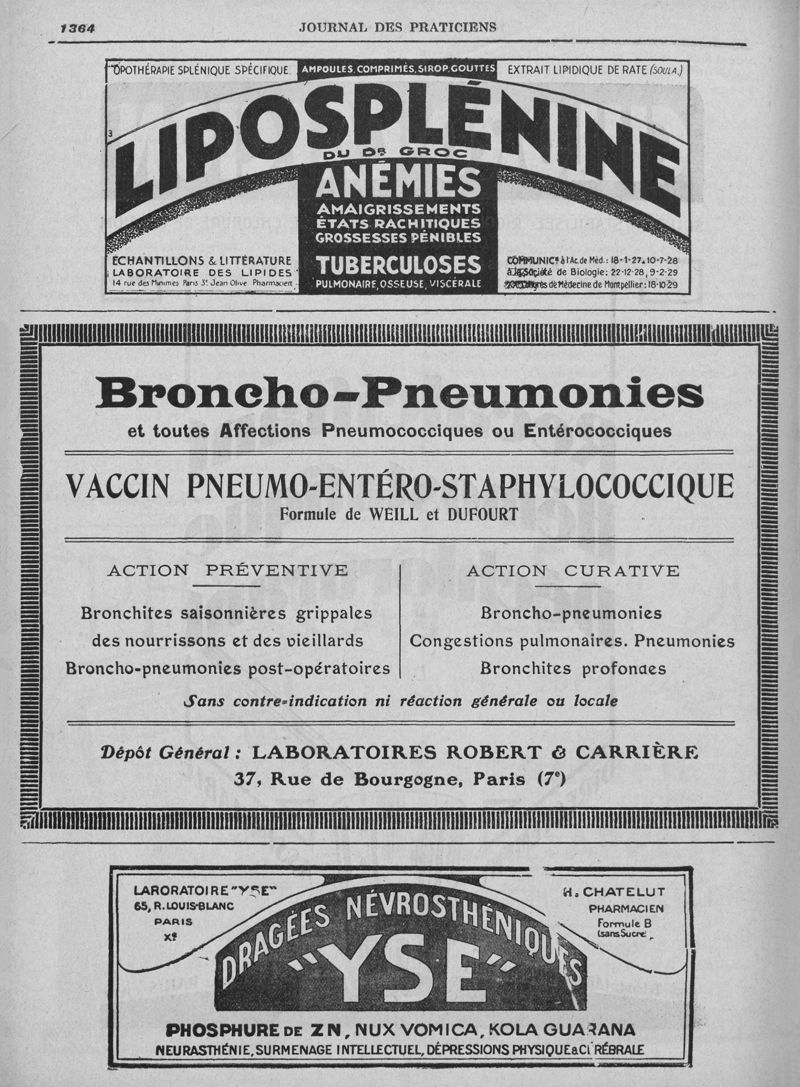 1364
JOURNAL DES PRATICIENS
OPOTHÉRAPIE SPLÉNIQUE SPÉCIFIQUE
AMPOULES, COMPRIMÉS, SIROP, GOUTTES
EXTRAIT LIPIDIQUE DE RATE (SOULA.)
LIPOSPLÉNINE
DU DR GROC
ANÉMIES
AMAIGRISSEMENTS
ÉTATS RACHITIQUES
GROSSESSES PÉNIBLES
TUBERCULOSES
PULMONAIRE, OSSEUSE, VISCÉRALE
ÉCHANTILLONS & LITTÉRATURE
LABORATOIRE DES LIPIDES
14 rue des Minimes Paris 3e Jean Olive. Pharmacien
COMMUNICns à l'Ac. de Méd.: 18-1-27 & 10-7-28
à la Société de Biologie: 22-12-28, 9-2-29
de Médecine de Montpellier: 18-10-29
Broncho-Pneumonies
et toutes Affections Pneumococciques ou Entérococciques
VACCIN PNEUMO-ENTÉRO-STAPHYLOCOCCIQUE
Formule de WEILL et DUFOURT
ACTION PRÉVENTIVE
Bronchites saisonnières grippales
des nourrissons et des vieillards
Broncho-pneumonies post-opératoires
ACTION CURATIVE
Broncho-pneumonies
Congestions pulmonaires. Pneumonies
Bronchites profondes
Sans contre-indication ni réaction générale ou locale
Dépôt Général : LABORATOIRES ROBERT & CARRIÈRE
37, Rue de Bourgogne, Paris (7e)
LARORATOIRE "YSE"
65, R. LOUIS-BLANC
PARIS
Xe
H. CHATELUT
PHARMACIEN
Formule B
(sans Sucre)
DRAGÉES NÉVROSTHÉNIQUES
"YSE"
PHOSPHURE DE ZN, NUX VOMICA, KOLA GUARANA
NEURASTHÉNIE, SURMENAGE INTELLECTUEL, DÉPRESSIONS PHYSIQUE & CÉRÉBRALE